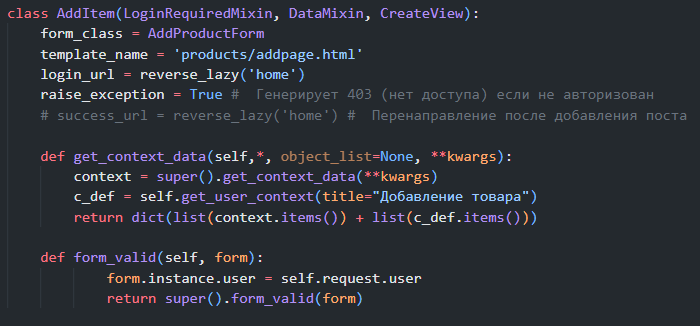 class AddItem(LoginRequiredMixin, DataMixin, CreateView):
    form_class = AddProductForm
    template_name = 'products/addpage.html'
    login_url = reverse_lazy('home')
    raise_exception = True #  Генерирует 403 (нет доступа) если не авторизован
    # success_url = reverse_lazy('home') #  Перенаправление после добавления поста

    def get_context_data(self,*, object_list=None, **kwargs):
        context = super().get_context_data(**kwargs)
        c_def = self.get_user_context(title="Добавление товара")
        return dict(list(context.items()) + list(c_def.items()))

    def form_valid(self, form):
            form.instance.user = self.request.user
            return super().form_valid(form)